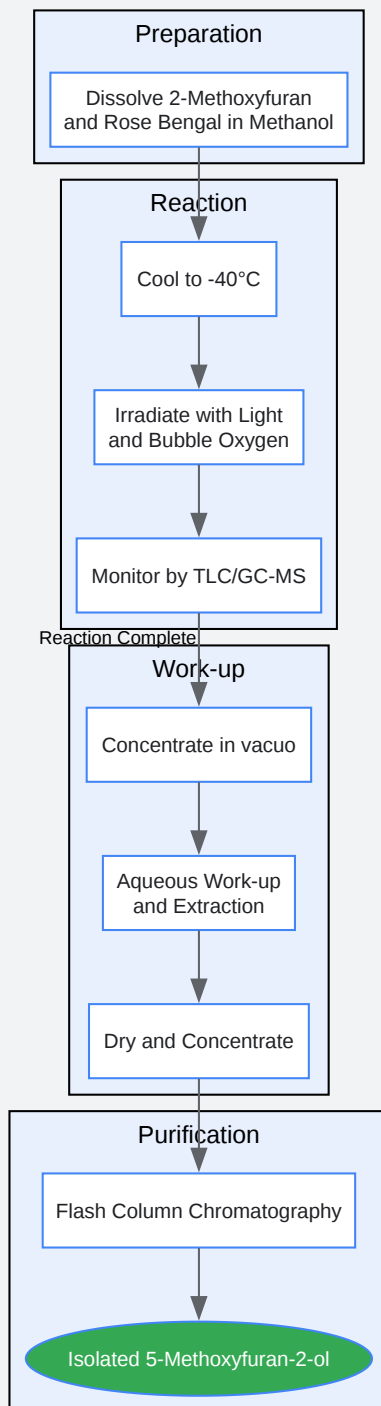 Preparation
Dissolve 2-Methoxyfuran
and Rose Bengal in Methanol
Reaction
Cool to -40°C
Irradiate with Light
and Bubble Oxygen
Monitor by TLC/GC-MS
Reaction Complete
Work-up
Concentrate in vacuo
Aqueous Work-up
and Extraction
Dry and Concentrate
Purification
Flash Column Chromatography
Isolated 5-Methoxyfuran-2-ol